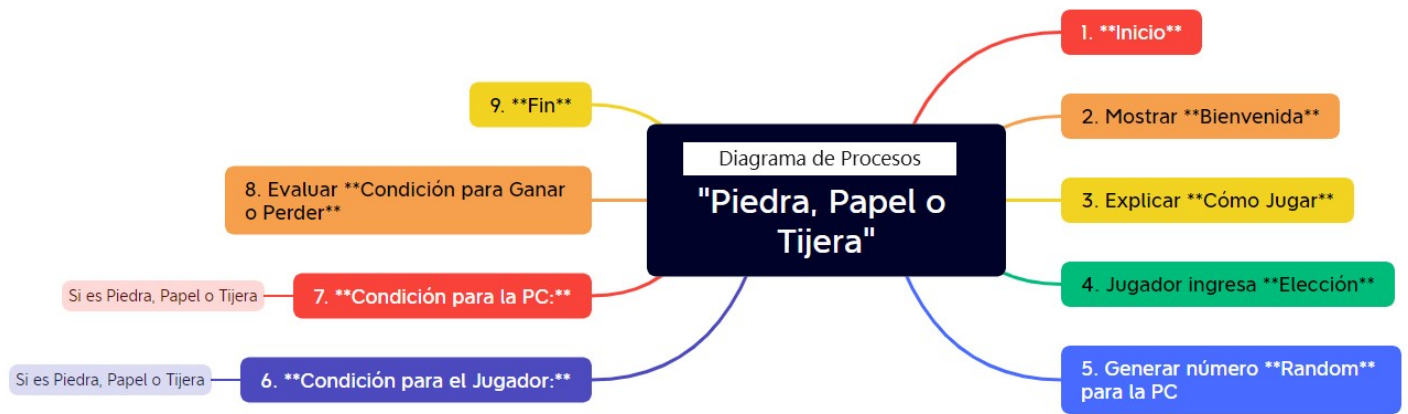 Diagrama de Procesos
"Piedra, Papel o
Tijera"
1. **Inicio**
2. Mostrar **Bienvenida**
3. Explicar **Cómo Jugar**
4. Jugador ingresa **Elección**
5. Generar número **Random**
para la PC
6. **Condición para el Jugador:**
Si es Piedra, Papel o Tijera
7. **Condición para la PC:**
Si es Piedra, Papel o Tijera
8. Evaluar **Condición para Ganar
o Perder**
9. **Fin**